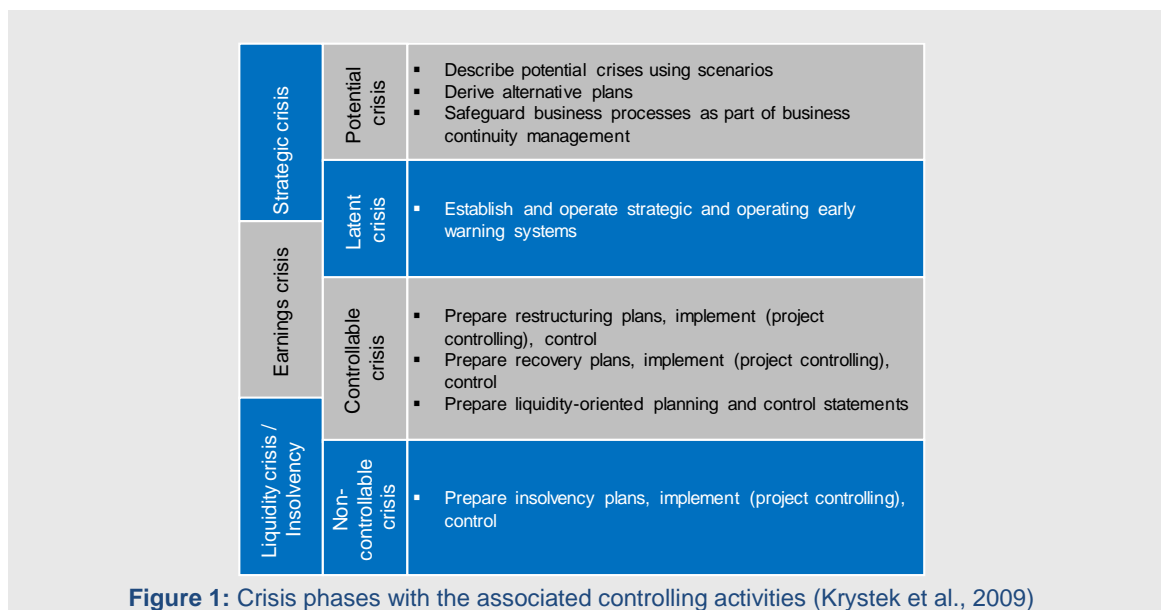 Strategic crisis
Potential
crisis
▪ Describe potential crises using scenarios
▪ Derive alternative plans
▪ Safeguard business processes as part of business
continuity management
Latent
crisis
▪ Establish and operate strategic and operating early
warning systems
Earnings crisis
Controllable
crisis
▪ Prepare restructuring plans, implement (project
controlling), control
▪ Prepare recovery plans, implement (project controlling),
control
▪ Prepare liquidity-oriented planning and control statements
Liquidity crisis /
Insolvency
Non-
controllable
crisis
▪ Prepare insolvency plans, implement (project controlling),
control
Figure 1: Crisis phases with the associated controlling activities (Krystek et al., 2009)